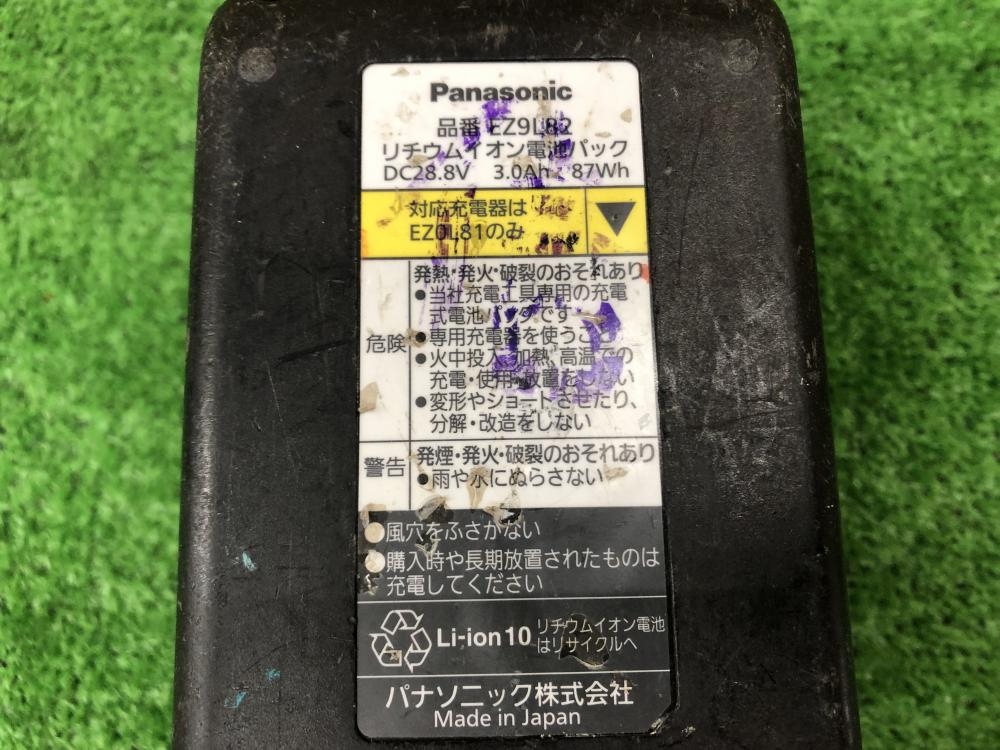 Panasonic
品番 EZ9L82
リチウムイオン電池パック
DC28.8V 3.0Ah 87Wh
対応充電器は
EZ0L81のみ
危険
発熱・発火・破裂のおそれあり
●当社充電工具専用の充電
式電池パックです
●専用充電器を使うこと
●火中投入、加熱、高温での
充電・使用・放置をしない
●変形やショートさせたり、
分解・改造をしない
警告
発煙・発火・破裂のおそれあり
●雨や水にぬらさない
●風穴をふさがない
●購入時や長期放置されたものは
充電してください
Li-ion10
リチウムイオン電池
はリサイクルへ
パナソニック株式会社
Made in Japan